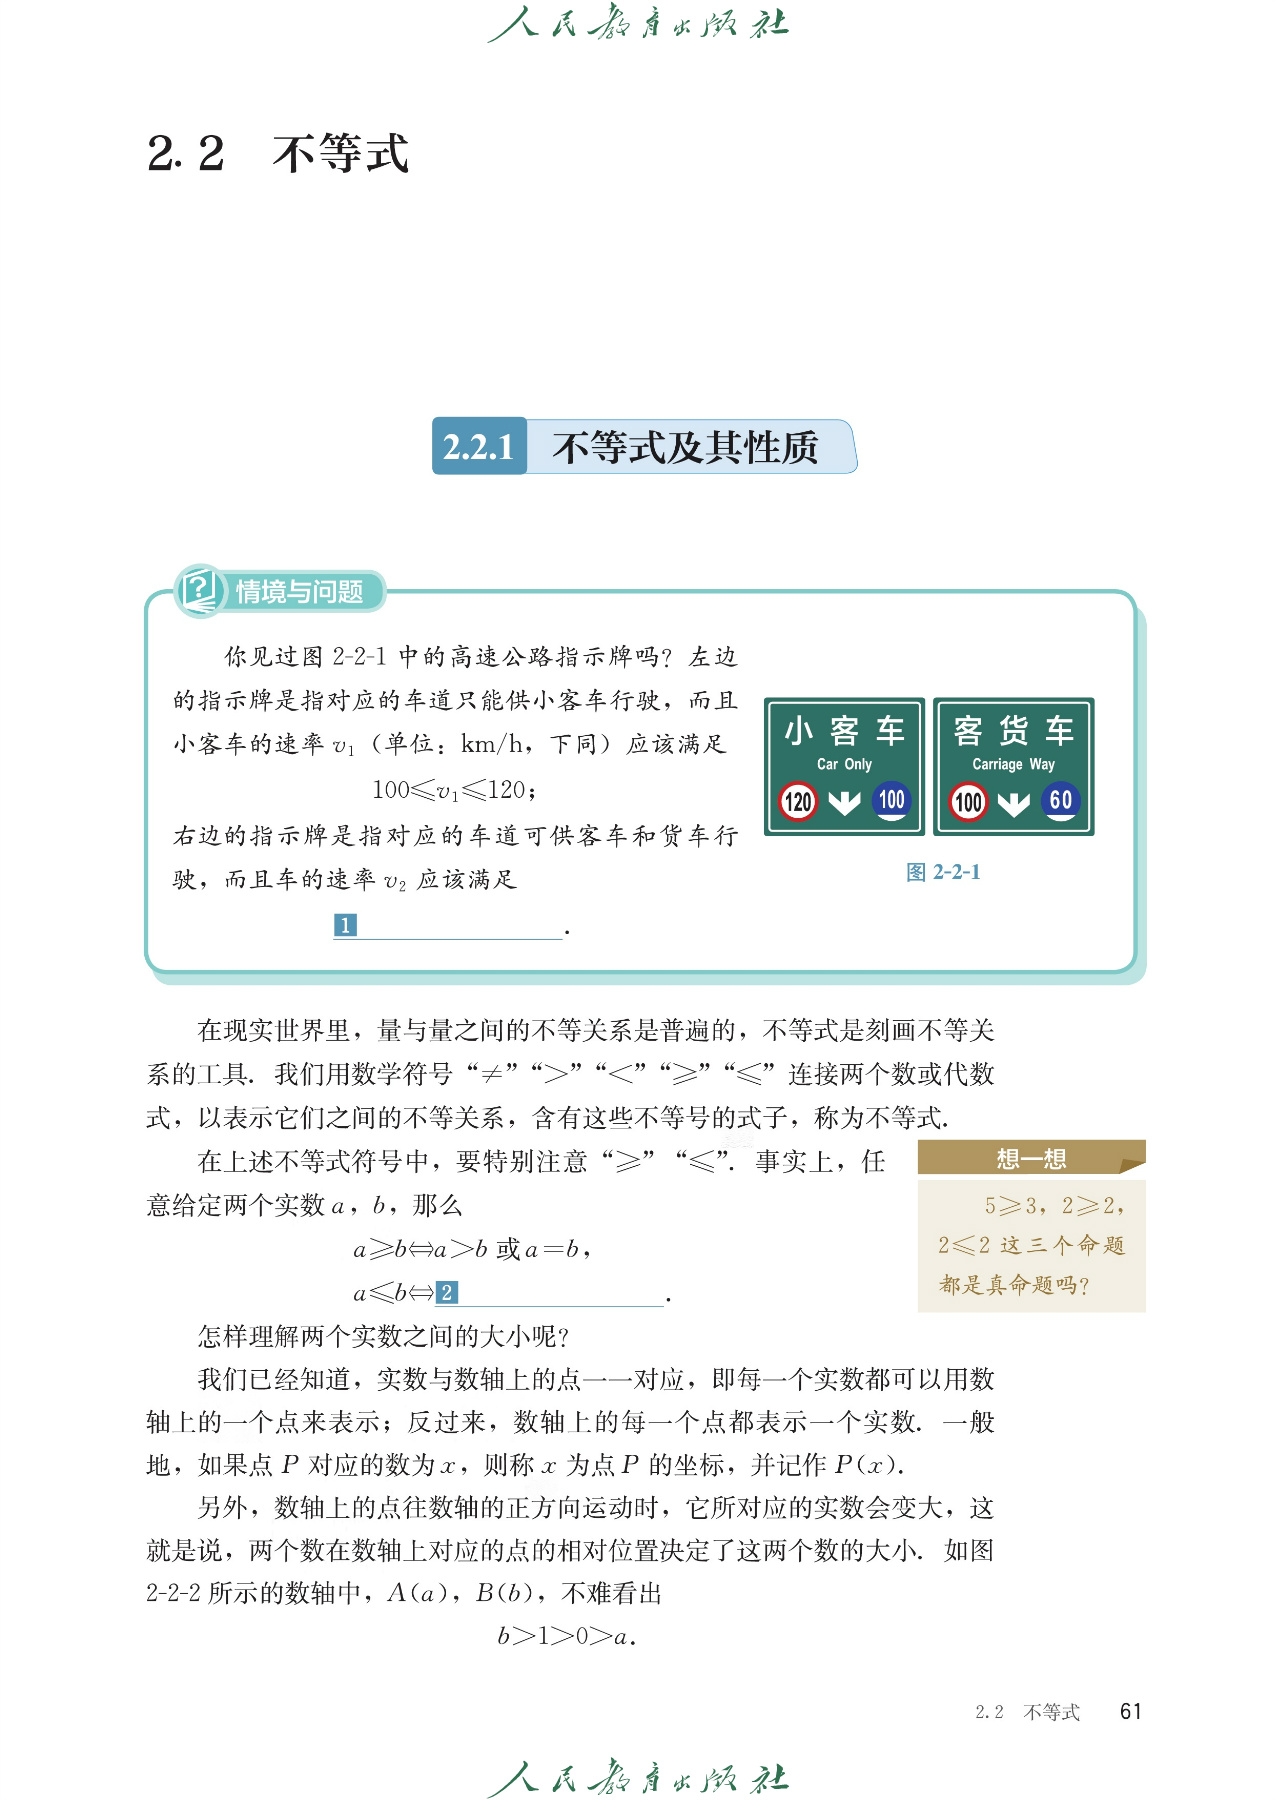 人民教育出版社
2.2 不等式
2.2.1 不等式及其性质
情境与问题
你见过图 2-2-1 中的高速公路指示牌吗？左边
的指示牌是指对应的车道只能供小客车行驶，而且
小客车的速率 v₁（单位：km/h，下同）应该满足
100≤v₁≤120；
右边的指示牌是指对应的车道可供客车和货车行
驶，而且车的速率 v₂ 应该满足
1 ________.
小客车
Car Only
120 100
客货车
Carriage Way
100 60
图 2-2-1
在现实世界里，量与量之间的不等关系是普遍的，不等式是刻画不等关
系的工具．我们用数学符号“≠”“＞”“＜”“≥”“≤”连接两个数或代数
式，以表示它们之间的不等关系，含有这些不等号的式子，称为不等式．
在上述不等式符号中，要特别注意“≥”“≤”．事实上，任
意给定两个实数 a，b，那么
a≥b⇔a＞b 或 a＝b，
a≤b⇔2 ________.
想一想
5≥3，2≥2，
2≤2 这三个命题
都是真命题吗？
怎样理解两个实数之间的大小呢？
我们已经知道，实数与数轴上的点一一对应，即每一个实数都可以用数
轴上的一个点来表示；反过来，数轴上的每一个点都表示一个实数．一般
地，如果点 P 对应的数为 x，则称 x 为点 P 的坐标，并记作 P(x)．
另外，数轴上的点往数轴的正方向运动时，它所对应的实数会变大，这
就是说，两个数在数轴上对应的点的相对位置决定了这两个数的大小．如图
2-2-2 所示的数轴中，A(a)，B(b)，不难看出
b＞1＞0＞a．
2.2 不等式 61
人民教育出版社